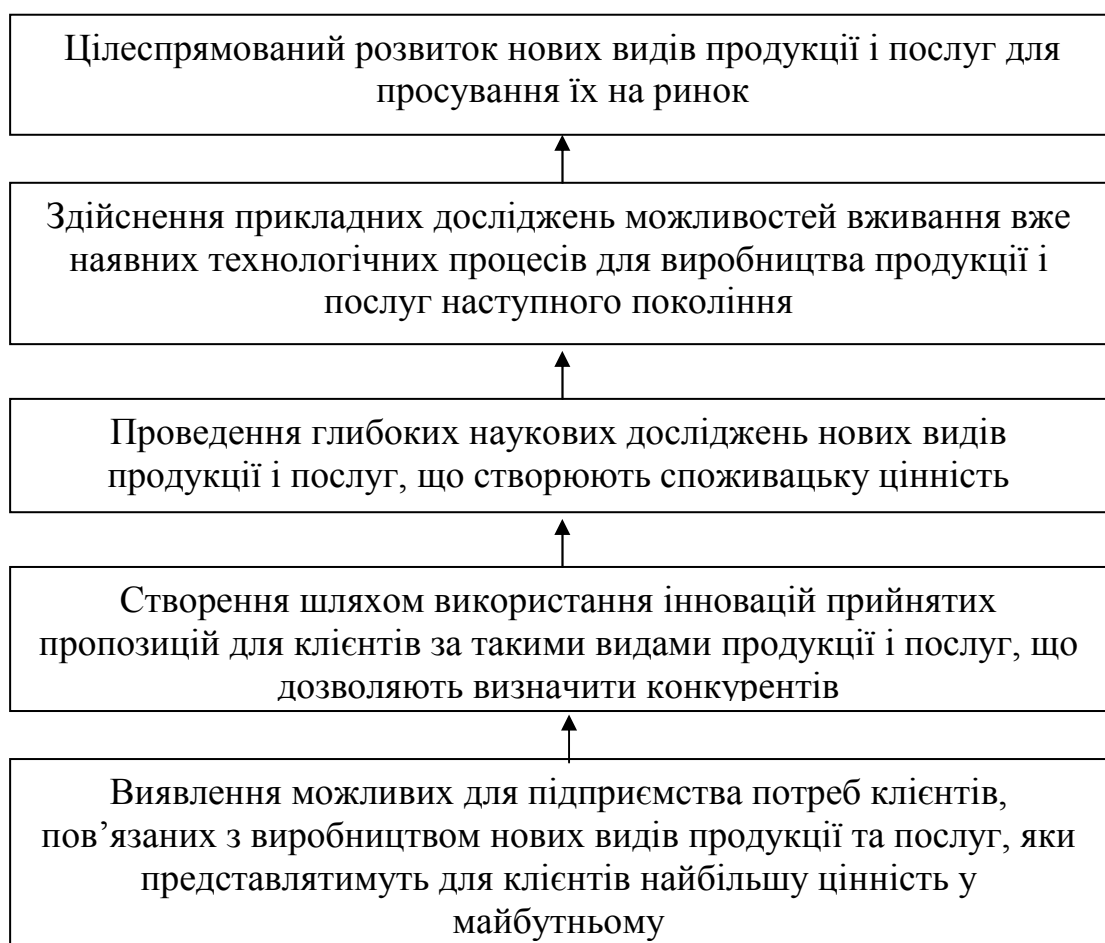 Цілеспрямований розвиток нових видів продукції і послуг для
просування їх на ринок
Здійснення прикладних досліджень можливостей вживання вже
наявних технологічних процесів для виробництва продукції і
послуг наступного покоління
Проведення глибоких наукових досліджень нових видів
продукції і послуг, що створюють споживацьку цінність
Створення шляхом використання інновацій прийнятих
пропозицій для клієнтів за такими видами продукції і послуг, що
дозволяють визначити конкурентів
Виявлення можливих для підприємства потреб клієнтів,
пов’язаних з виробництвом нових видів продукції та послуг, яки
представлятимуть для клієнтів найбільшу цінність у
майбутньому